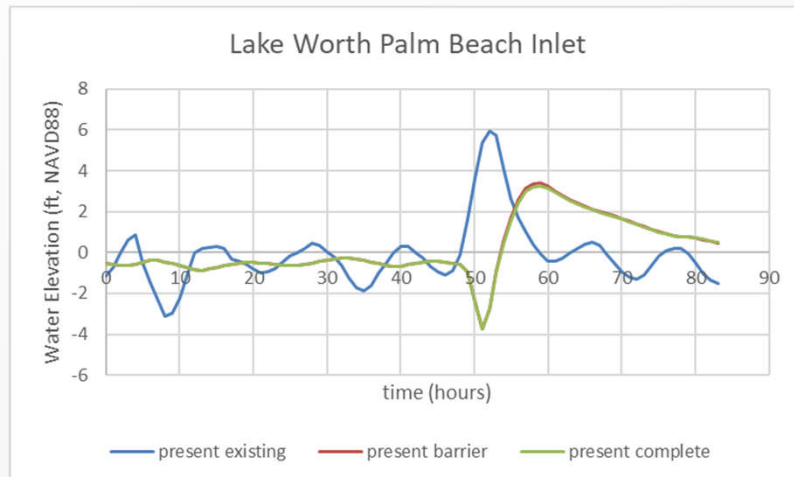 Lake Worth Palm Beach Inlet
Water Elevation (ft, NAVD88)
8
6
4
2
0
-2
-4
-6
0 10 20 30 40 50 60 70 80 90
time (hours)
present existing present barrier present complete